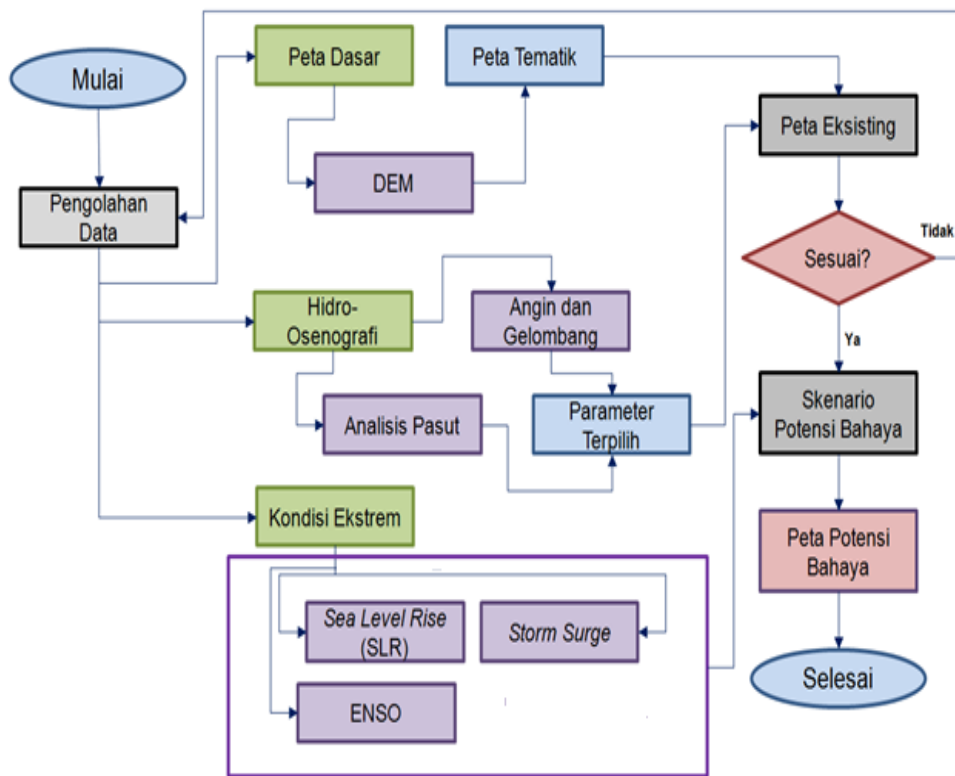 Mulai
Peta Dasar
Peta Tematik
Peta Eksisting
DEM
Pengolahan
Data
Sesuai?
Tidak
Hidro-
Osenografi
Angin dan
Gelombang
Ya
Analisis Pasut
Parameter
Terpilih
Skenario
Potensi Bahaya
Kondisi Ekstrem
Peta Potensi
Bahaya
Sea Level Rise
(SLR)
Storm Surge
ENSO
Selesai